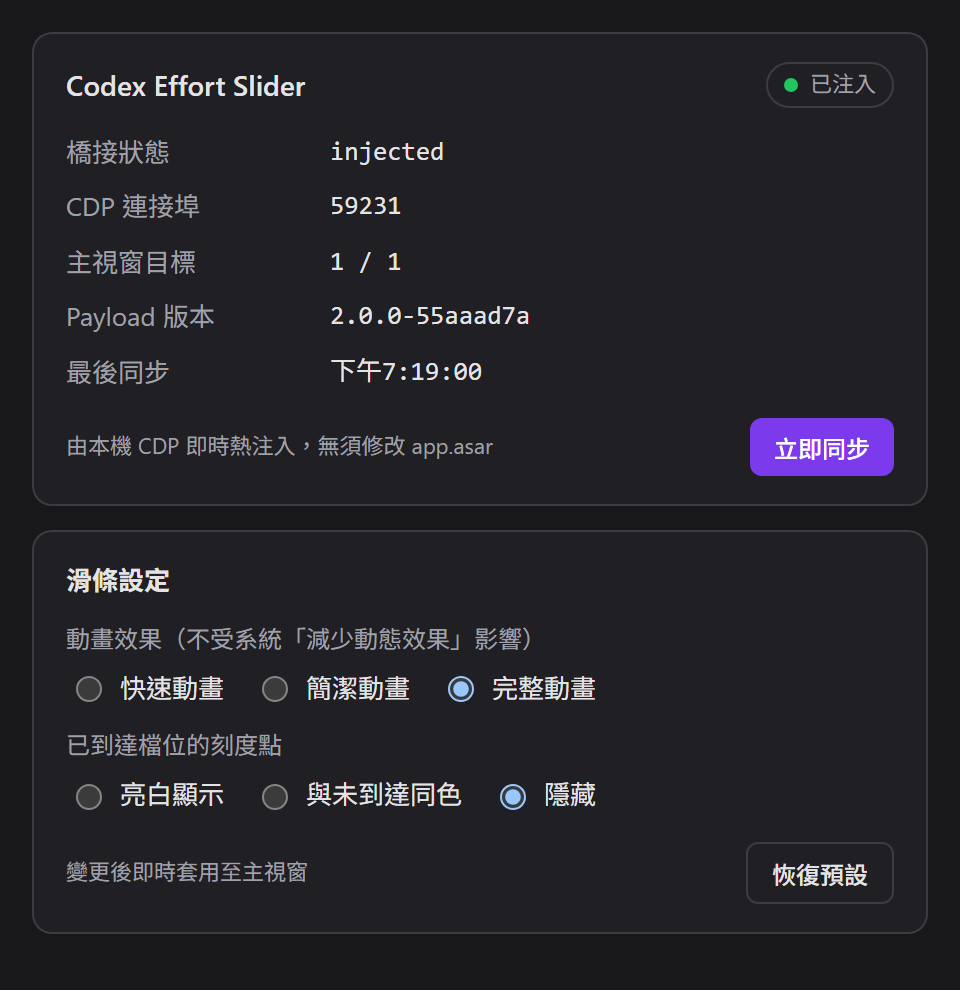 Codex Effort Slider
已注入
橋接狀態 injected
CDP 連接埠 59231
主視窗目標 1 / 1
Payload 版本 2.0.0-55aaad7a
最後同步 下午7:19:00
由本機 CDP 即時熱注入，無須修改 app.asar
立即同步
滑條設定
動畫效果（不受系統「減少動態效果」影響）
快速動畫 簡潔動畫 完整動畫
已到達檔位的刻度點
亮白顯示 與未到達同色 隱藏
變更後即時套用至主視窗
恢復預設